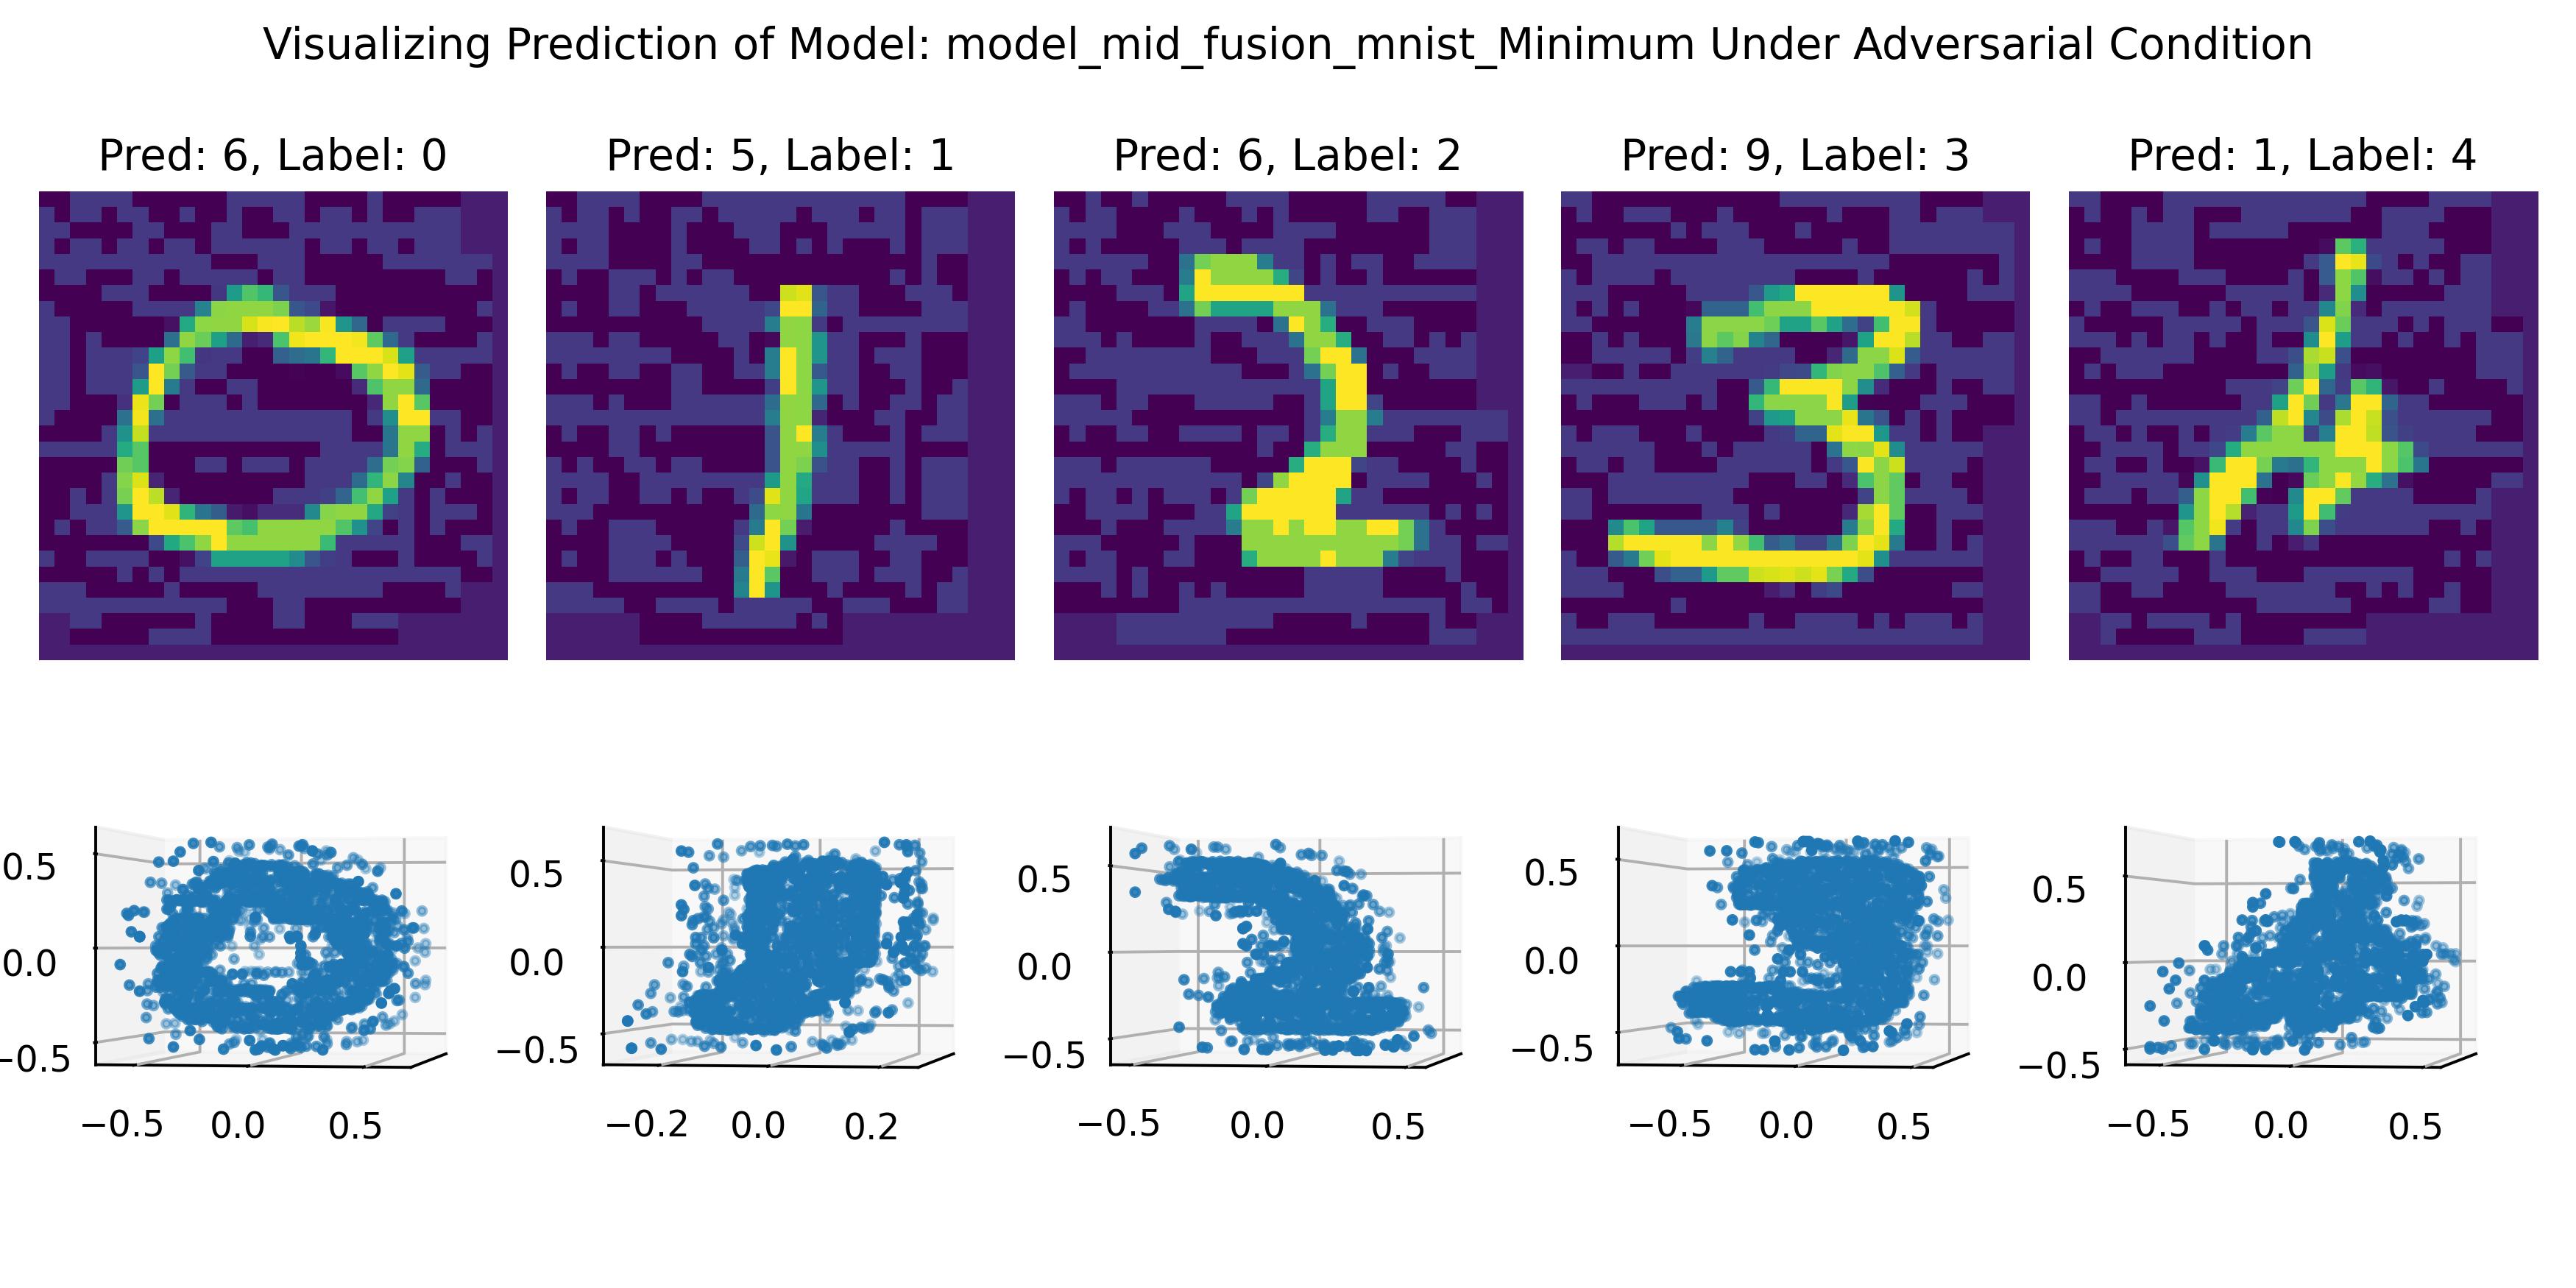 Visualizing Prediction of Model: model_mid_fusion_mnist_Minimum Under Adversarial Condition
Pred: 6, Label: 0
Pred: 5, Label: 1
Pred: 6, Label: 2
Pred: 9, Label: 3
Pred: 1, Label: 4
0.5
0.0
−0.5
−0.5 0.0 0.5
0.5
0.0
−0.5
−0.2 0.0 0.2
0.5
0.0
−0.5
−0.5 0.0 0.5
0.5
0.0
−0.5
−0.5 0.0 0.5
0.5
0.0
−0.5
−0.5 0.0 0.5